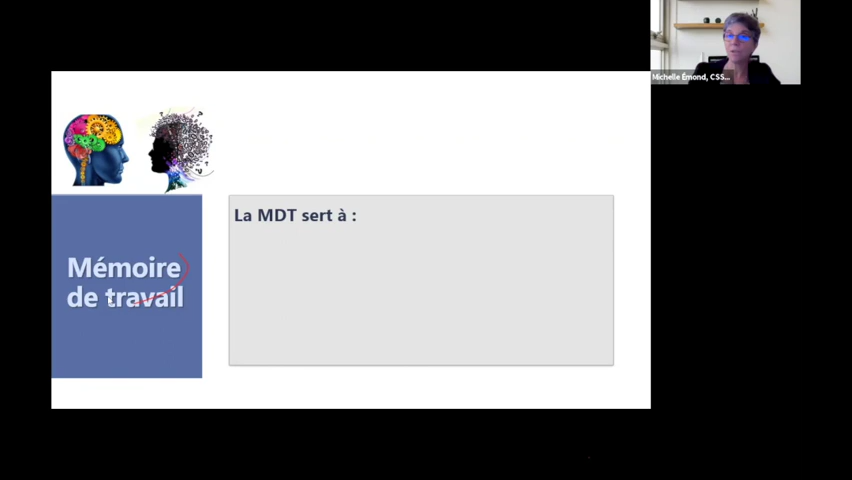 Michelle Émond, CSS...
La MDT sert à :
Mémoire
de travail